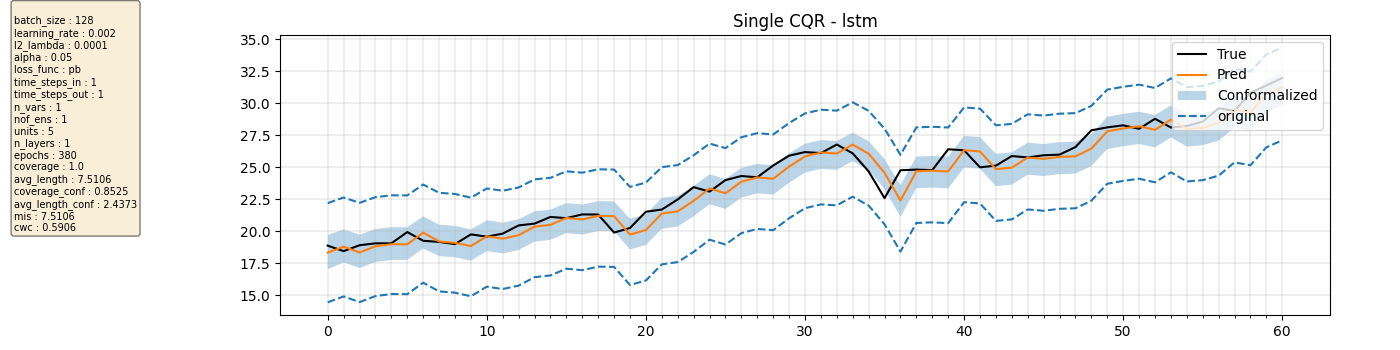 batch_size : 128
learning_rate : 0.002
l2_lambda : 0.0001
alpha : 0.05
loss_func : pb
time_steps_in : 1
time_steps_out : 1
n_vars : 1
nof_ens : 1
units : 5
n_layers : 1
epochs : 380
coverage : 1.0
avg_length : 7.5106
coverage_conf : 0.8525
avg_length_conf : 2.4373
mis : 7.5106
cwc : 0.5906
Single CQR - lstm
35.0
32.5
30.0
27.5
25.0
22.5
20.0
17.5
15.0
True
Pred
Conformalized
original
0 10 20 30 40 50 60